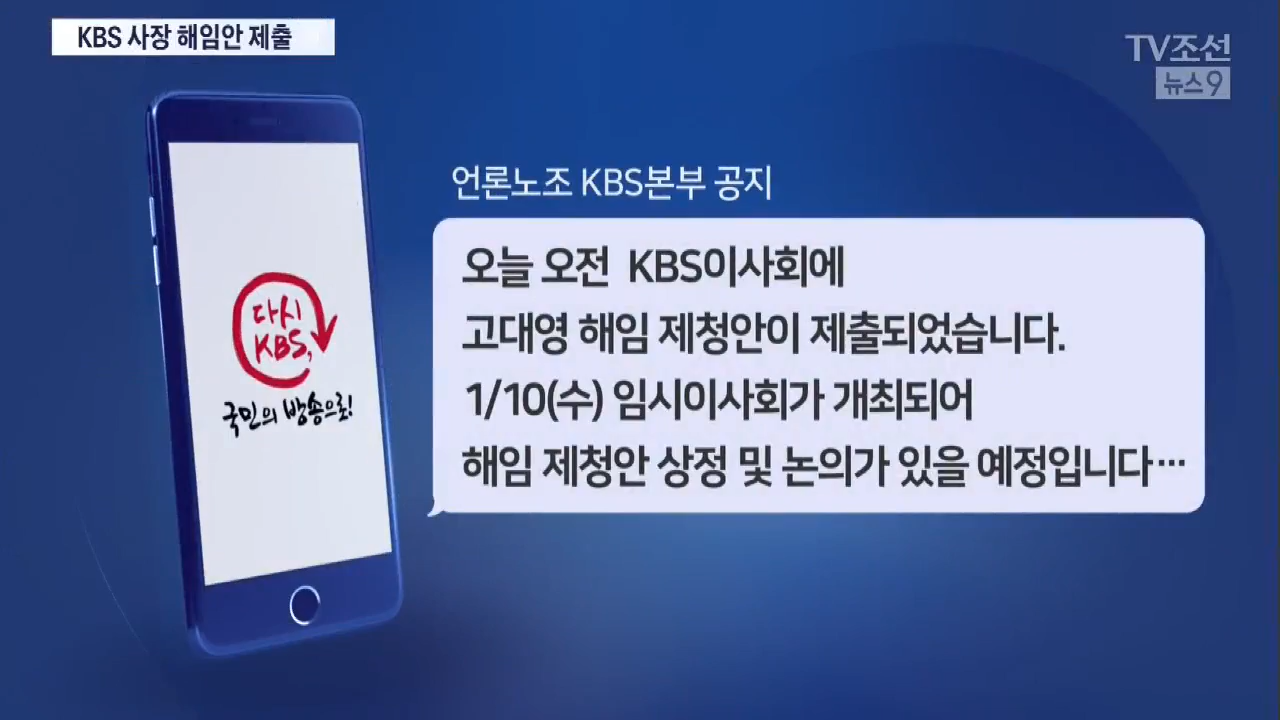 KBS 사장 해임안 제출
TV조선
뉴스9
언론노조 KBS본부 공지
오늘 오전 KBS이사회에
고대영 해임 제청안이 제출되었습니다.
1/10(수) 임시이사회가 개최되어
해임 제청안 상정 및 논의가 있을 예정입니다…
다시
KBS,
국민의 방송으로!